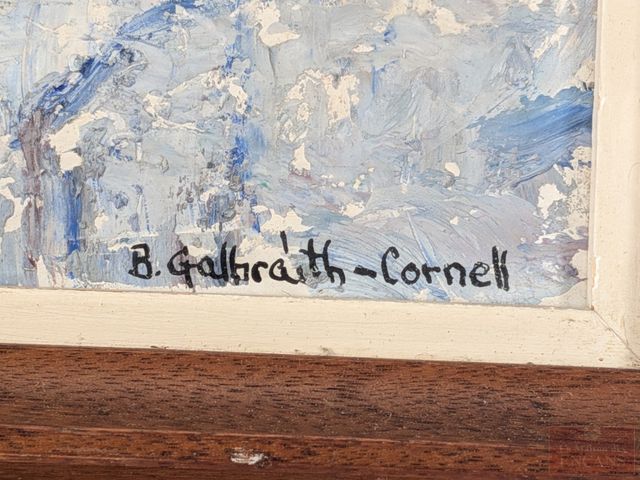 B. Galbraith - Cornell